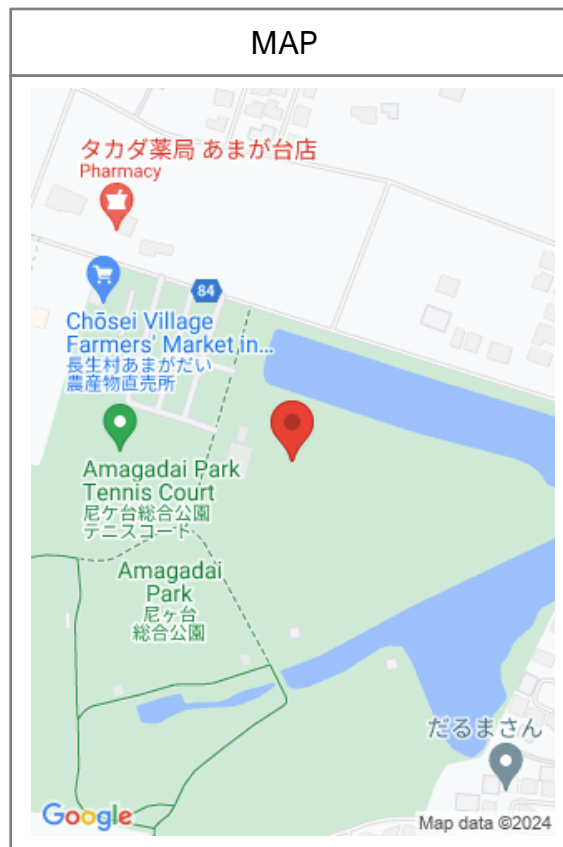 MAP
タカダ薬局 あまが台店
Pharmacy
84
Chōsei Village
Farmers' Market in...
長生村あまがだい
農産物直売所
Amagadai Park
Tennis Court
尼ケ台総合公園
テニスコート
Amagadai
Park
尼ヶ台
総合公園
だるまさん
Google
Map data ©2024